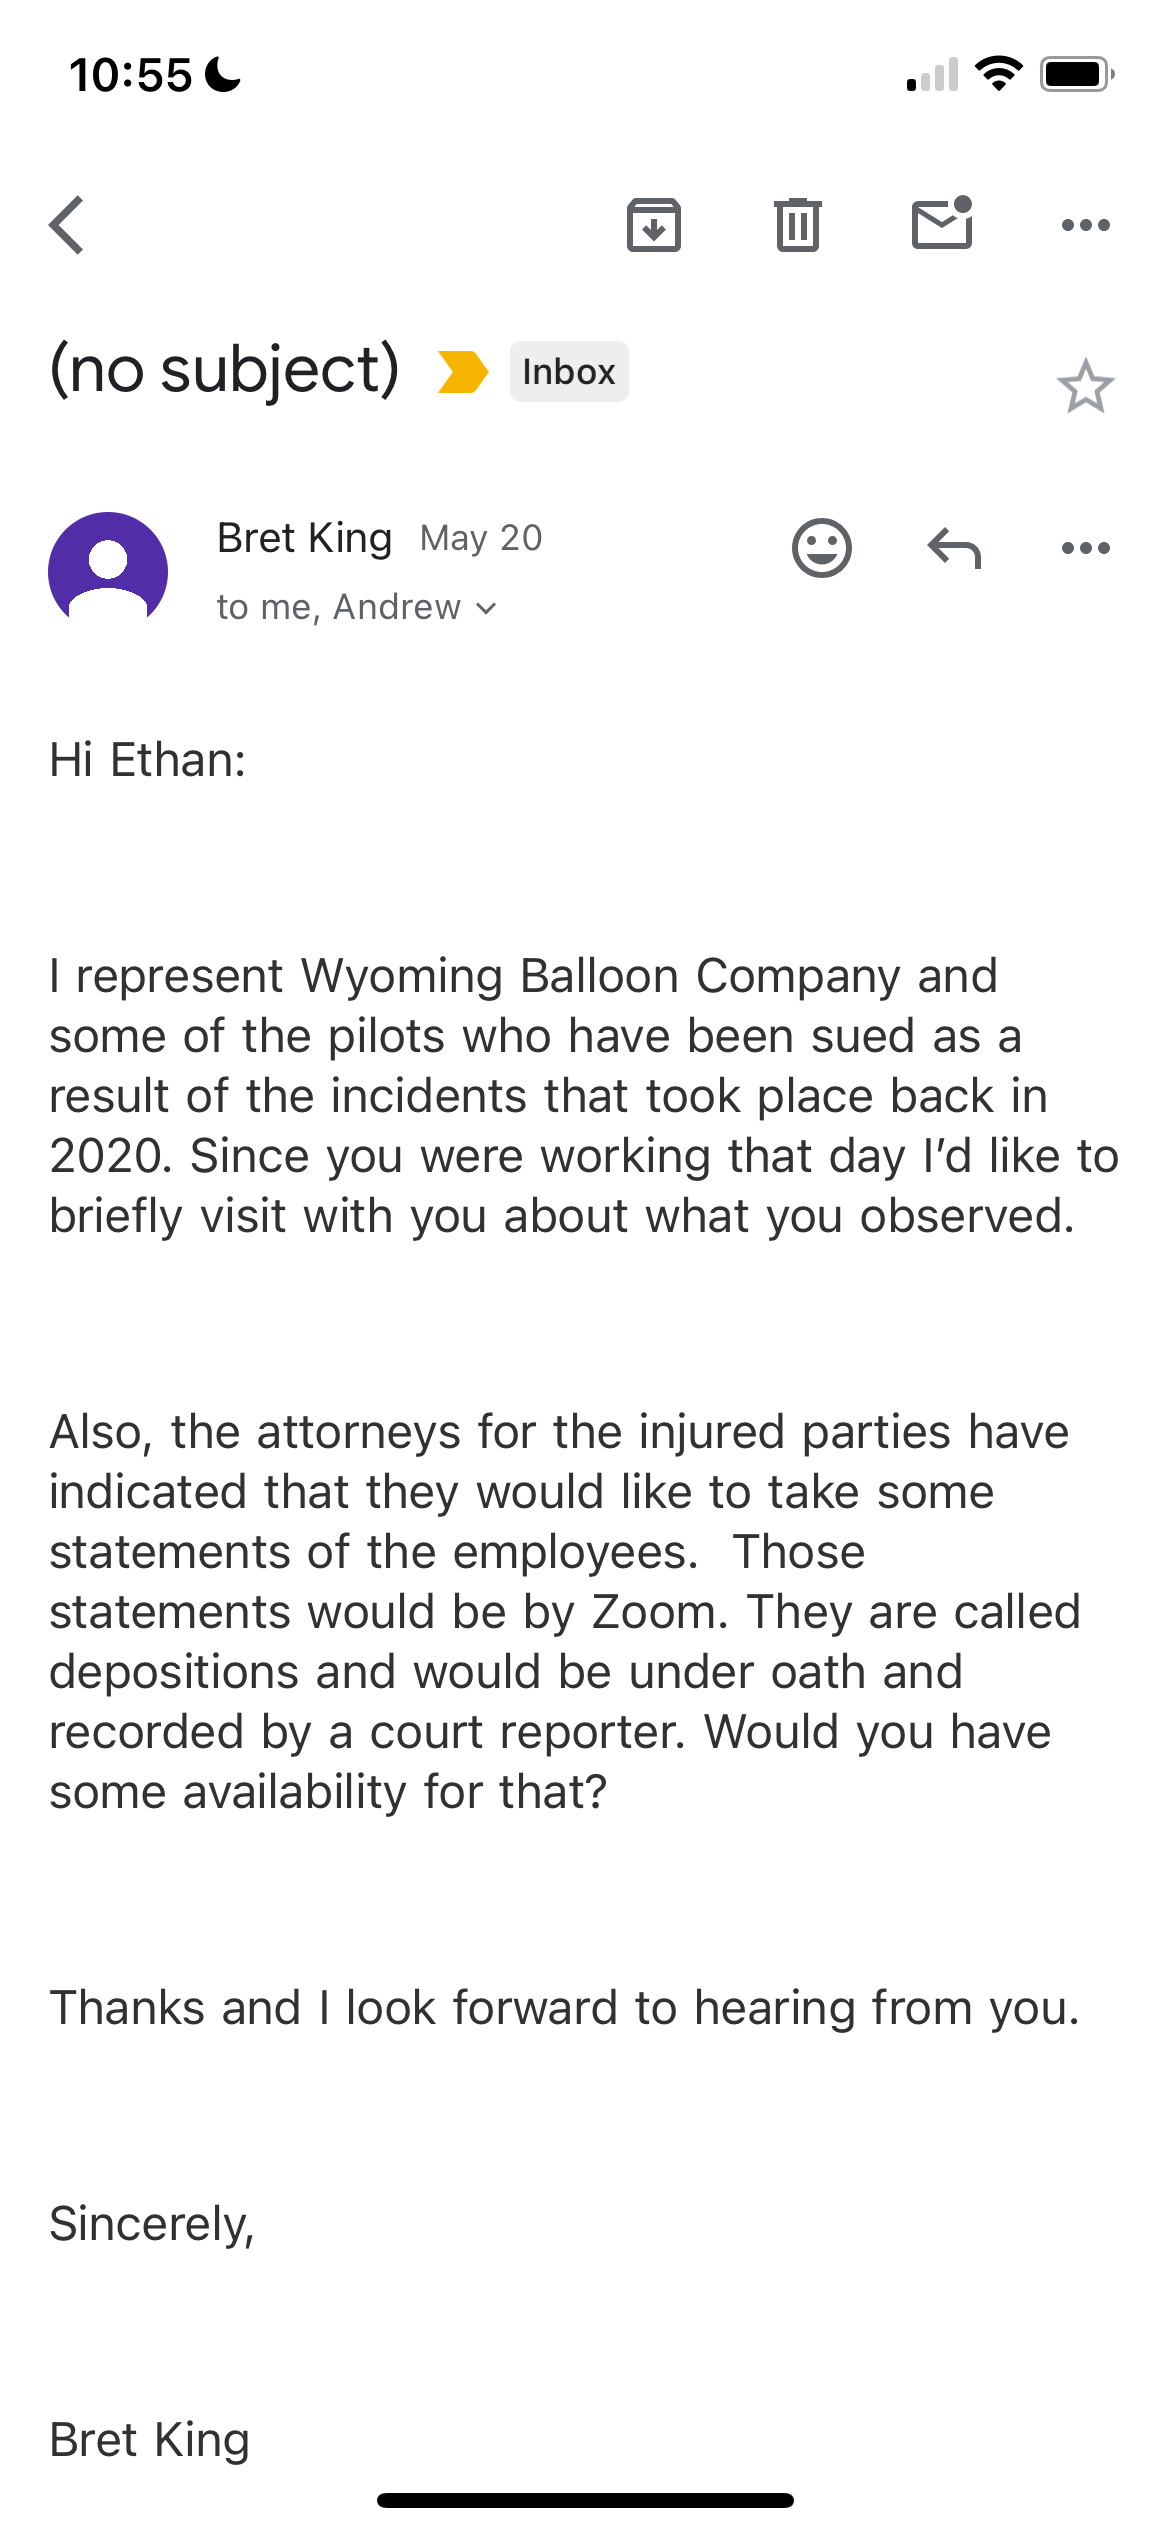 10:55
(no subject) Inbox
Bret King May 20
to me, Andrew
Hi Ethan:
I represent Wyoming Balloon Company and
some of the pilots who have been sued as a
result of the incidents that took place back in
2020. Since you were working that day I’d like to
briefly visit with you about what you observed.
Also, the attorneys for the injured parties have
indicated that they would like to take some
statements of the employees.  Those
statements would be by Zoom. They are called
depositions and would be under oath and
recorded by a court reporter. Would you have
some availability for that?
Thanks and I look forward to hearing from you.
Sincerely,
Bret King